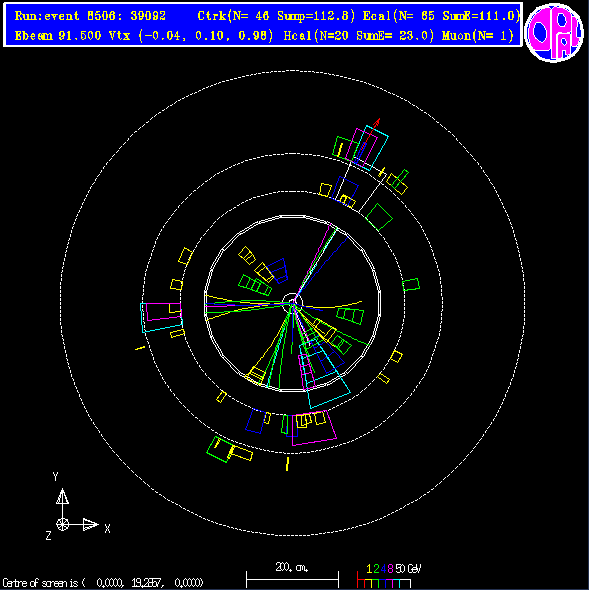 Run:event 8506: 39092 Ctrk(N= 46 Sump=112.8) Ecal(N= 65 SumE=111.0)
Ebeam 91.500 Vtx (-0.04, 0.10, 0.98) Hcal(N=20 SumE= 23.0) Muon(N= 1)
OPAL
Y
X
Z
200. cm.
1 2 4 8 50 GeV
Centre of screen is ( 0.0000, 19.2857, 0.0000)